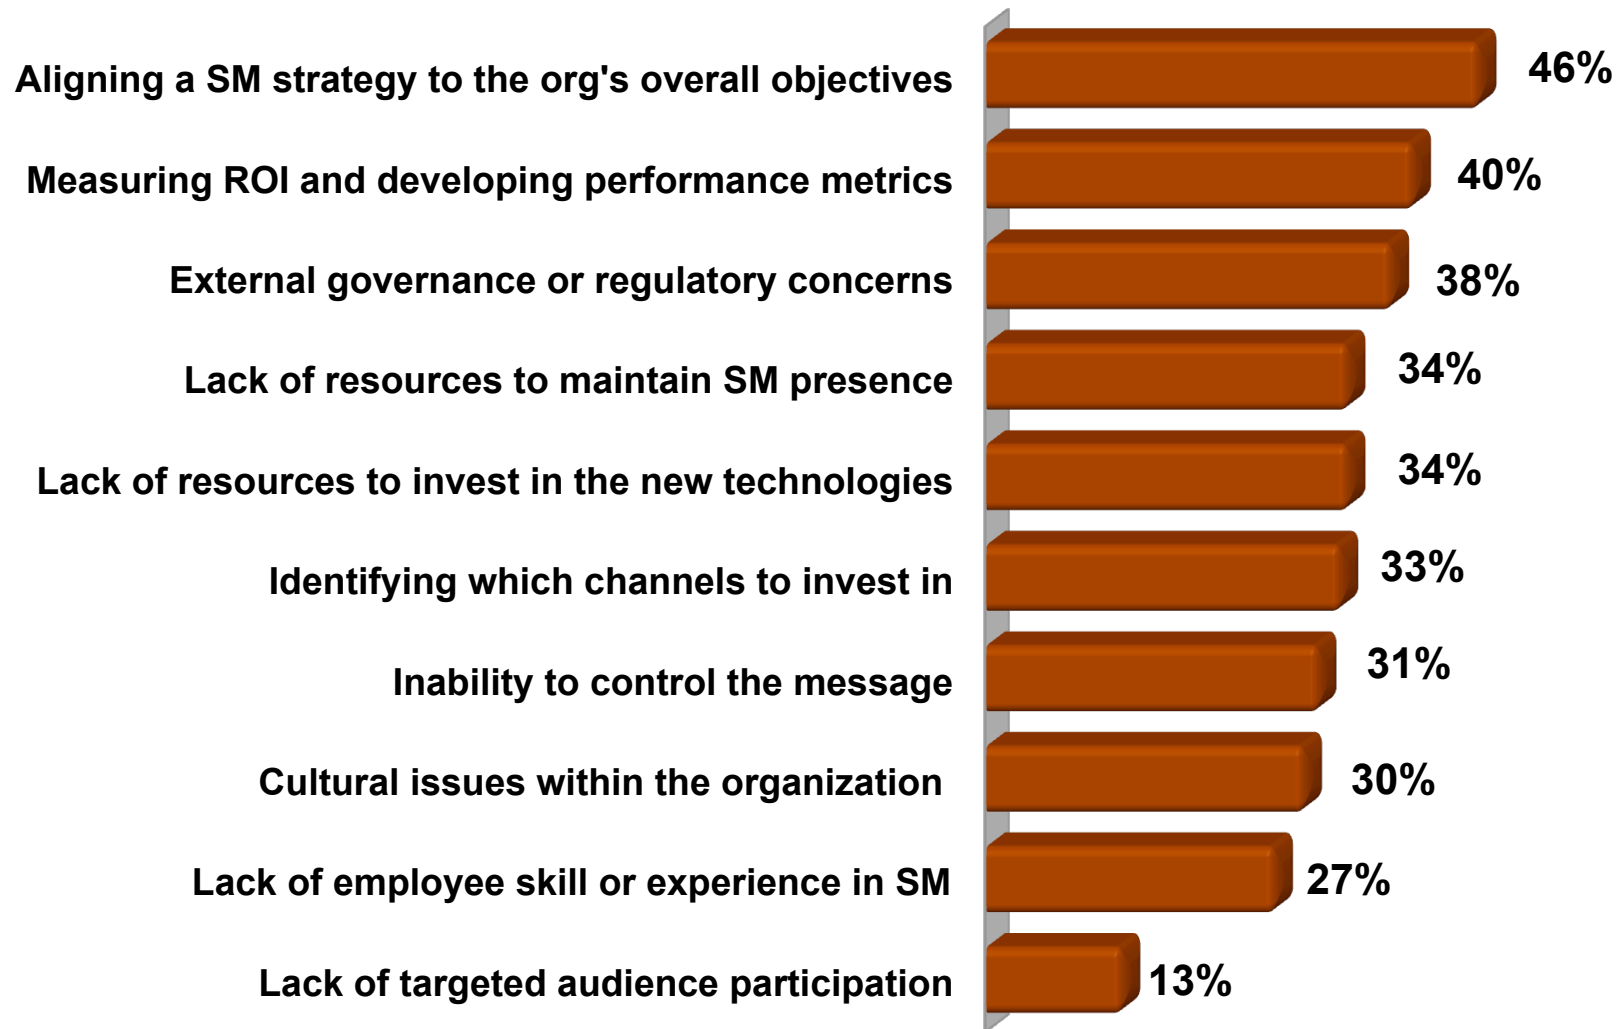 Aligning a SM strategy to the org's overall objectives 46%
Measuring ROI and developing performance metrics 40%
External governance or regulatory concerns 38%
Lack of resources to maintain SM presence 34%
Lack of resources to invest in the new technologies 34%
Identifying which channels to invest in 33%
Inability to control the message 31%
Cultural issues within the organization 30%
Lack of employee skill or experience in SM 27%
Lack of targeted audience participation 13%